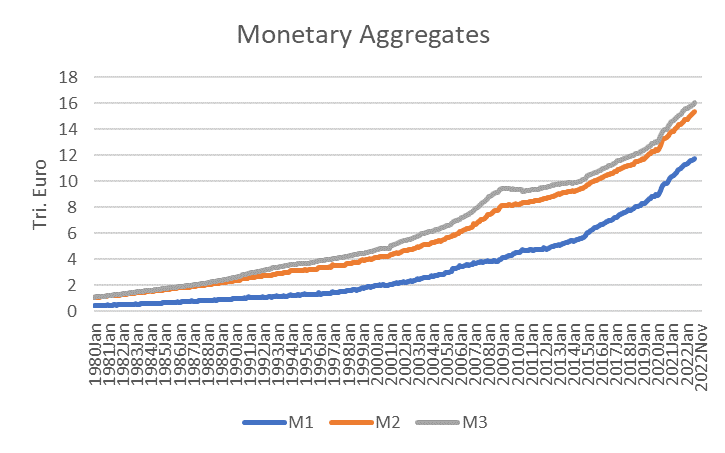 Monetary Aggregates
Tri. Euro
18
16
14
12
10
8
6
4
2
0
1980Jan
1981Jan
1982Jan
1983Jan
1984Jan
1985Jan
1986Jan
1987Jan
1988Jan
1989Jan
1990Jan
1991Jan
1992Jan
1993Jan
1994Jan
1995Jan
1996Jan
1997Jan
1998Jan
1999Jan
2000Jan
2001Jan
2002Jan
2003Jan
2004Jan
2005Jan
2006Jan
2007Jan
2008Jan
2009Jan
2010Jan
2011Jan
2012Jan
2013Jan
2014Jan
2015Jan
2016Jan
2017Jan
2018Jan
2019Jan
2020Jan
2021Jan
2022Jan
2022Nov
M1 M2 M3